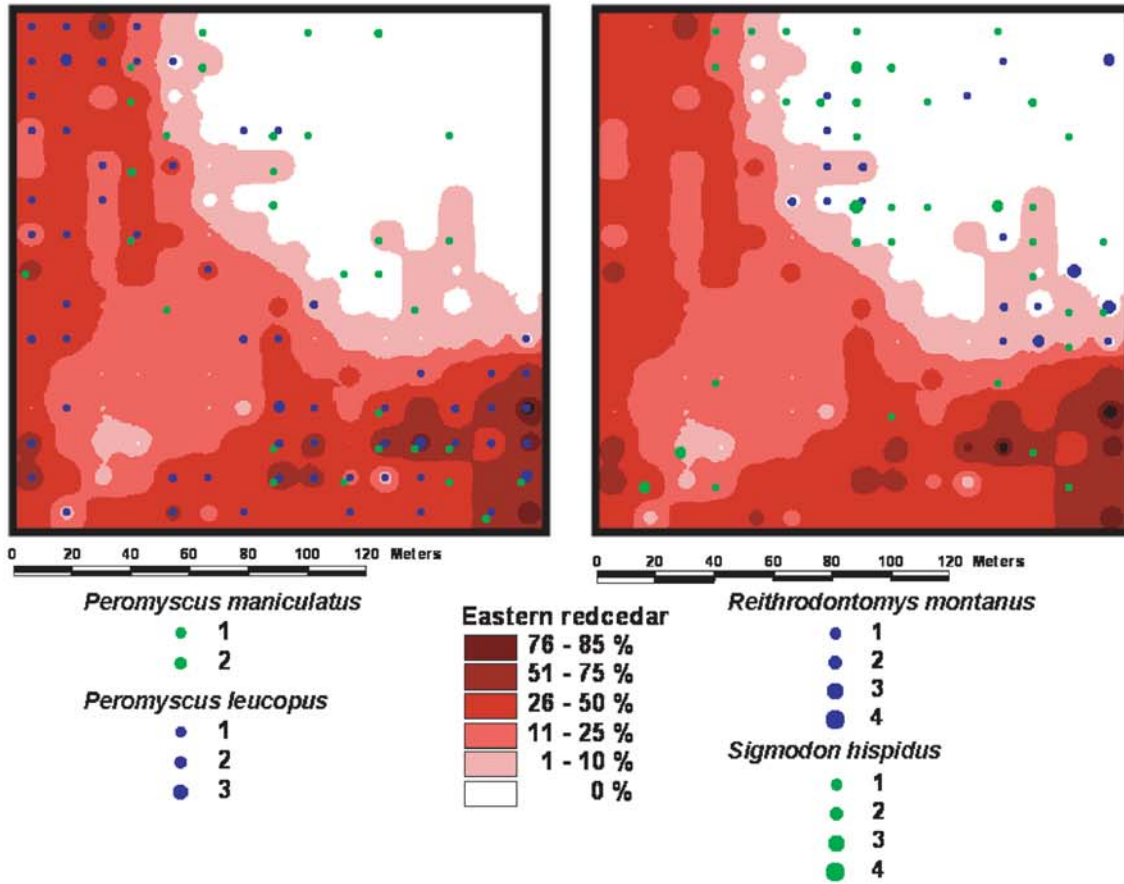 0 20 40 60 80 100 120 Meters
0 20 40 60 80 100 120 Meters
Peromyscus maniculatus
1
2
Peromyscus leucopus
1
2
3
Eastern redcedar
76 - 85 %
51 - 75 %
26 - 50 %
11 - 25 %
1 - 10 %
0 %
Reithrodontomys montanus
1
2
3
4
Sigmodon hispidus
1
2
3
4